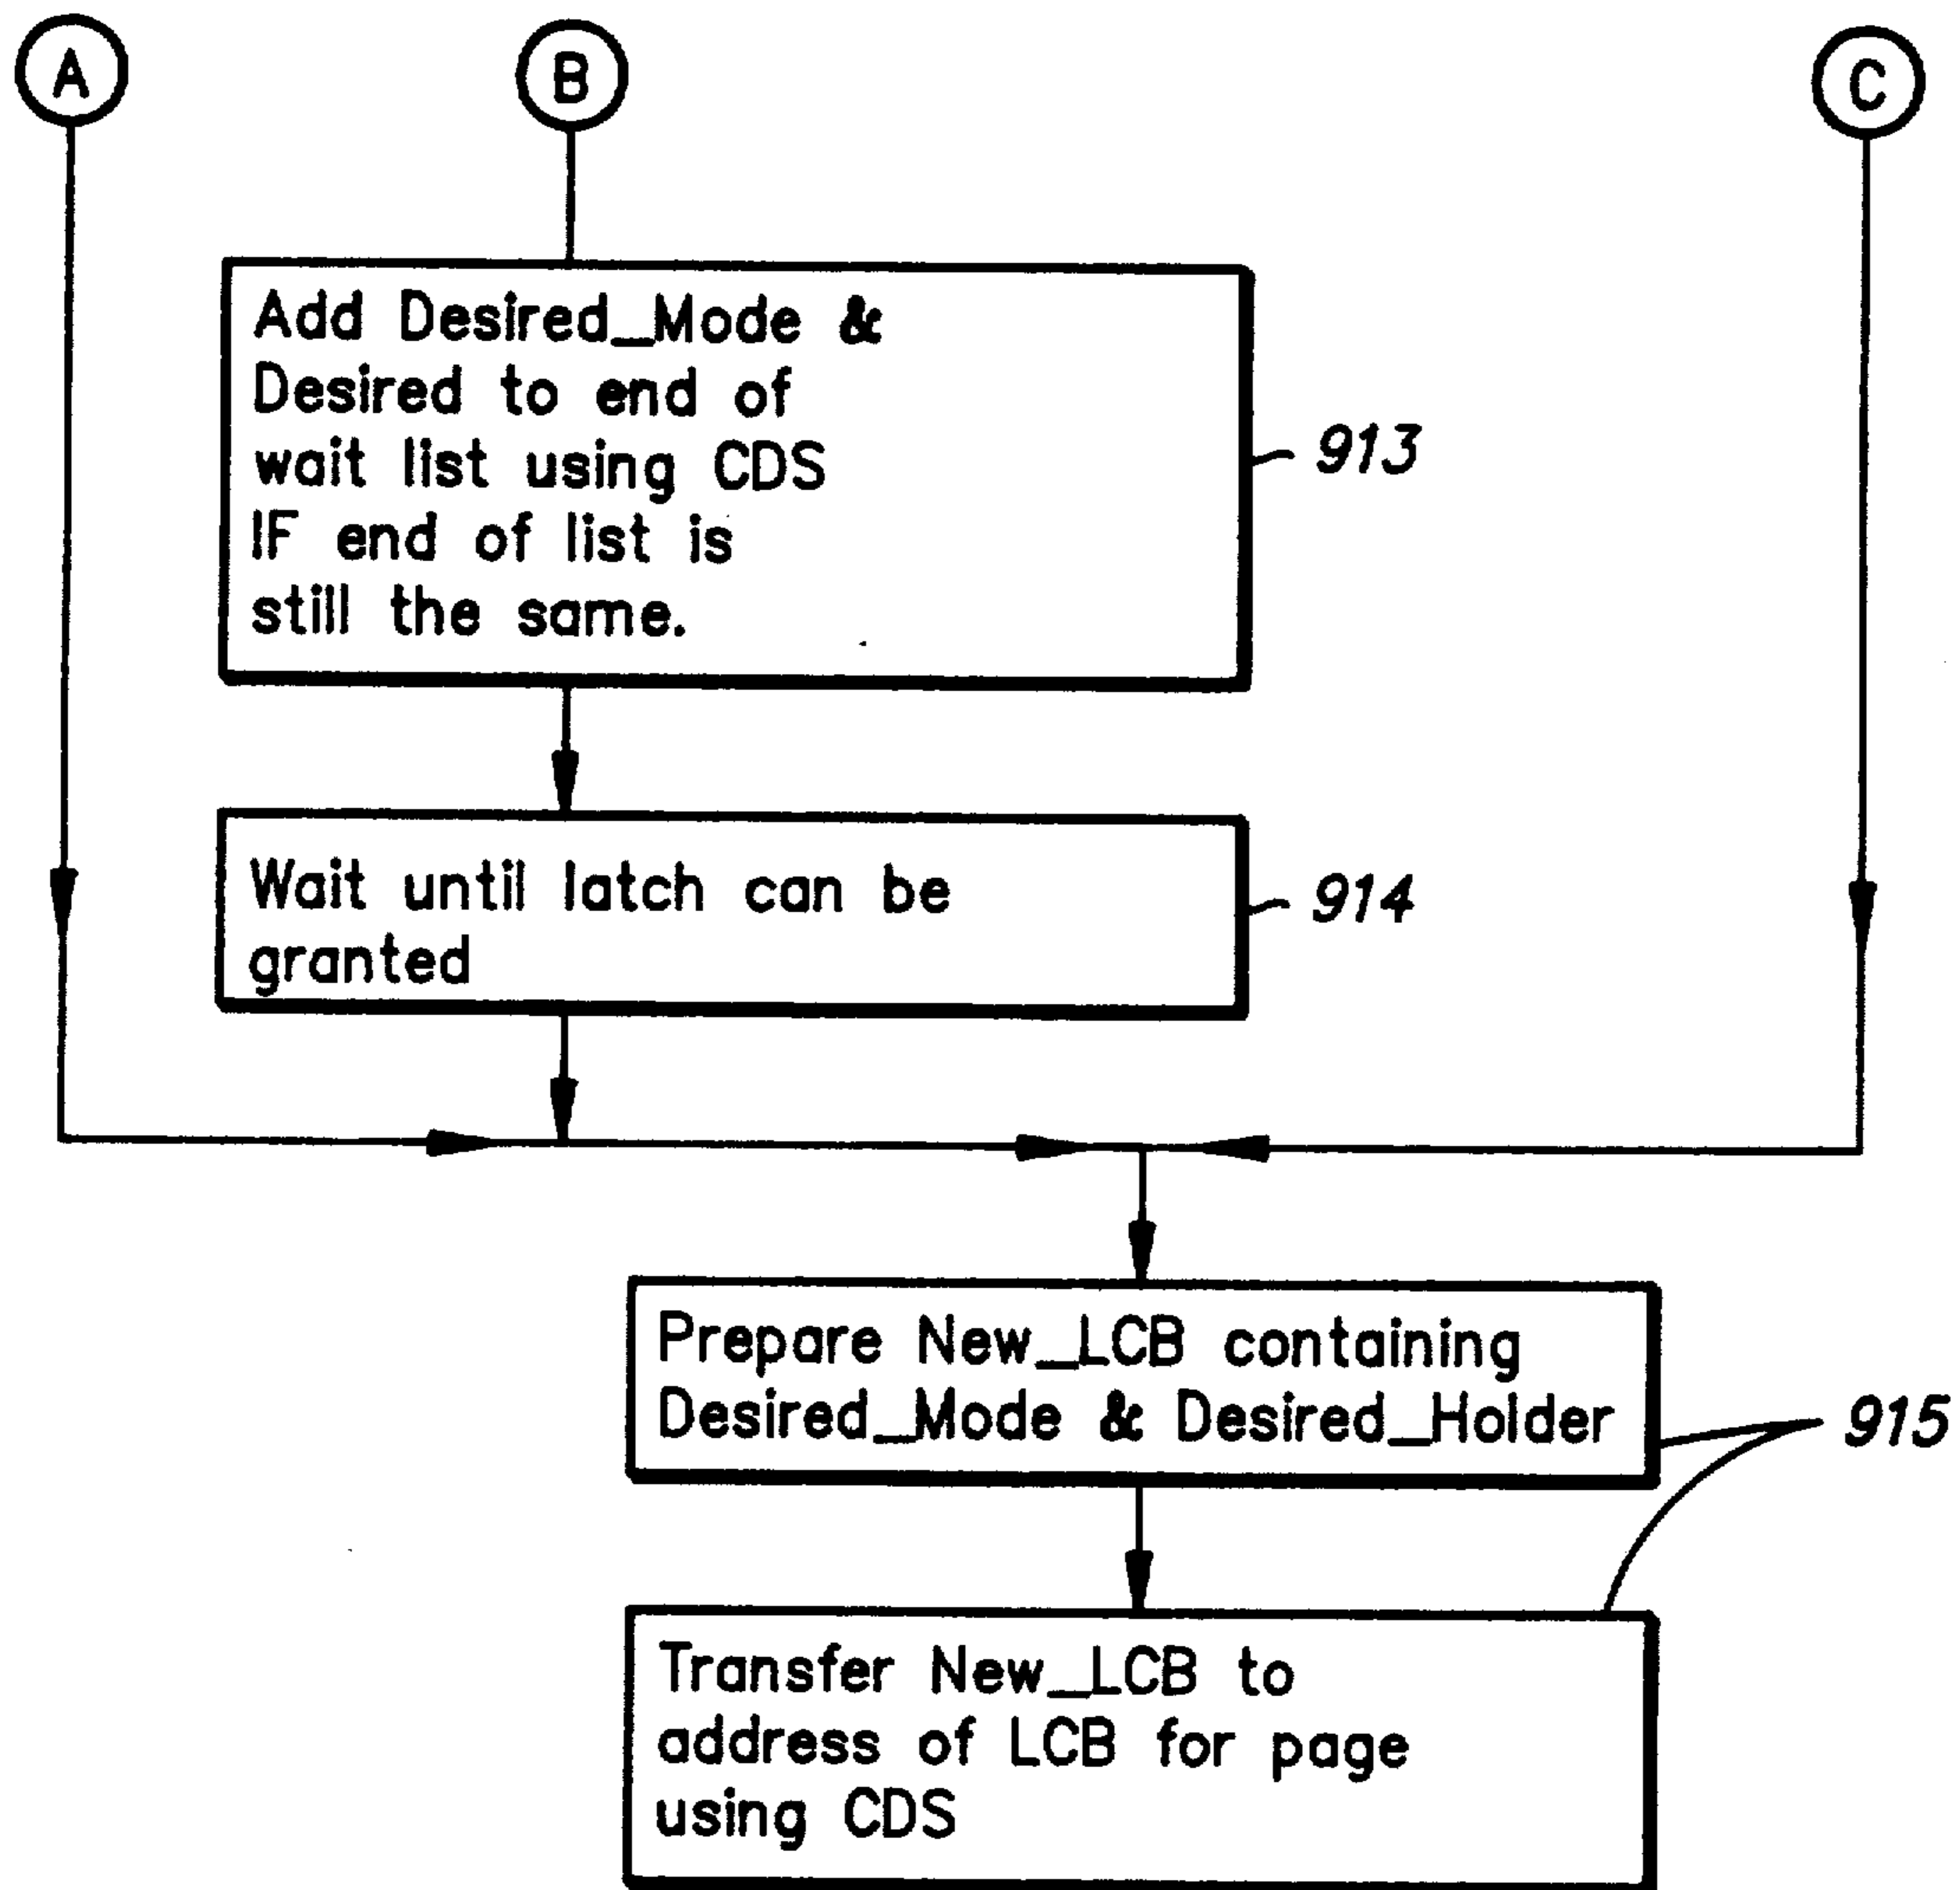 A
B
C
Add Desired_Mode &
Desired to end of
wait list using CDS
IF end of list is
still the same.
913
Wait until latch can be
granted
914
Prepare New_LCB containing
Desired_Mode & Desired_Holder
915
Transfer New_LCB to
address of LCB for page
using CDS